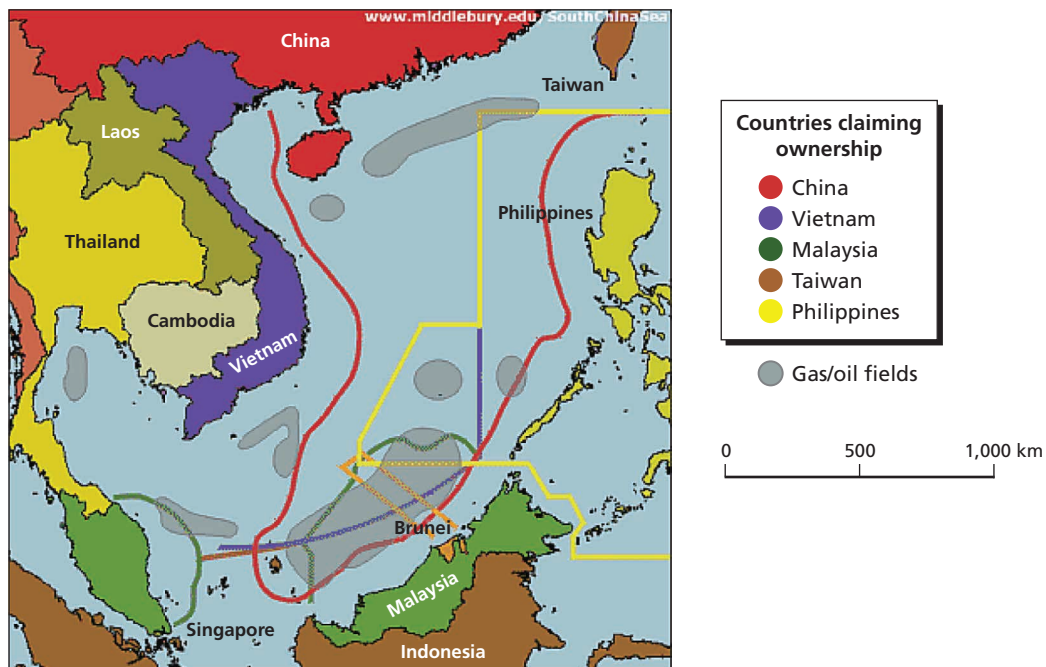 www.middlebury.edu/SouthChinaSea
China
Taiwan
Laos
Philippines
Thailand
Cambodia
Vietnam
Brunei
Malaysia
Singapore
Indonesia
Countries claiming
ownership
China
Vietnam
Malaysia
Taiwan
Philippines
Gas/oil fields
0 500 1,000 km